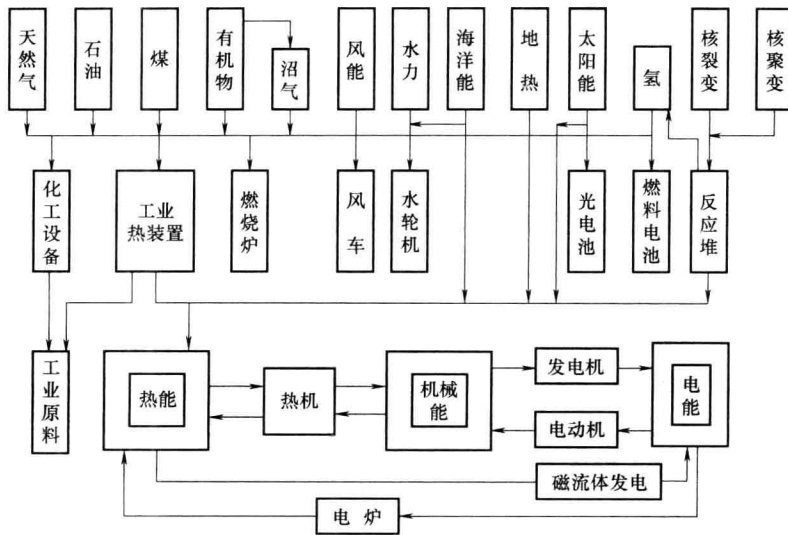 天然气
石油
煤
有机物
沼气
风能
水力
海洋能
地热
太阳能
氢
核裂变
核聚变
化工设备
工业
热装置
燃烧炉
风车
水轮机
光电池
燃料电池
反应堆
工业原料
热能
热机
机械
能
发电机
电动机
电能
磁流体发电
电炉